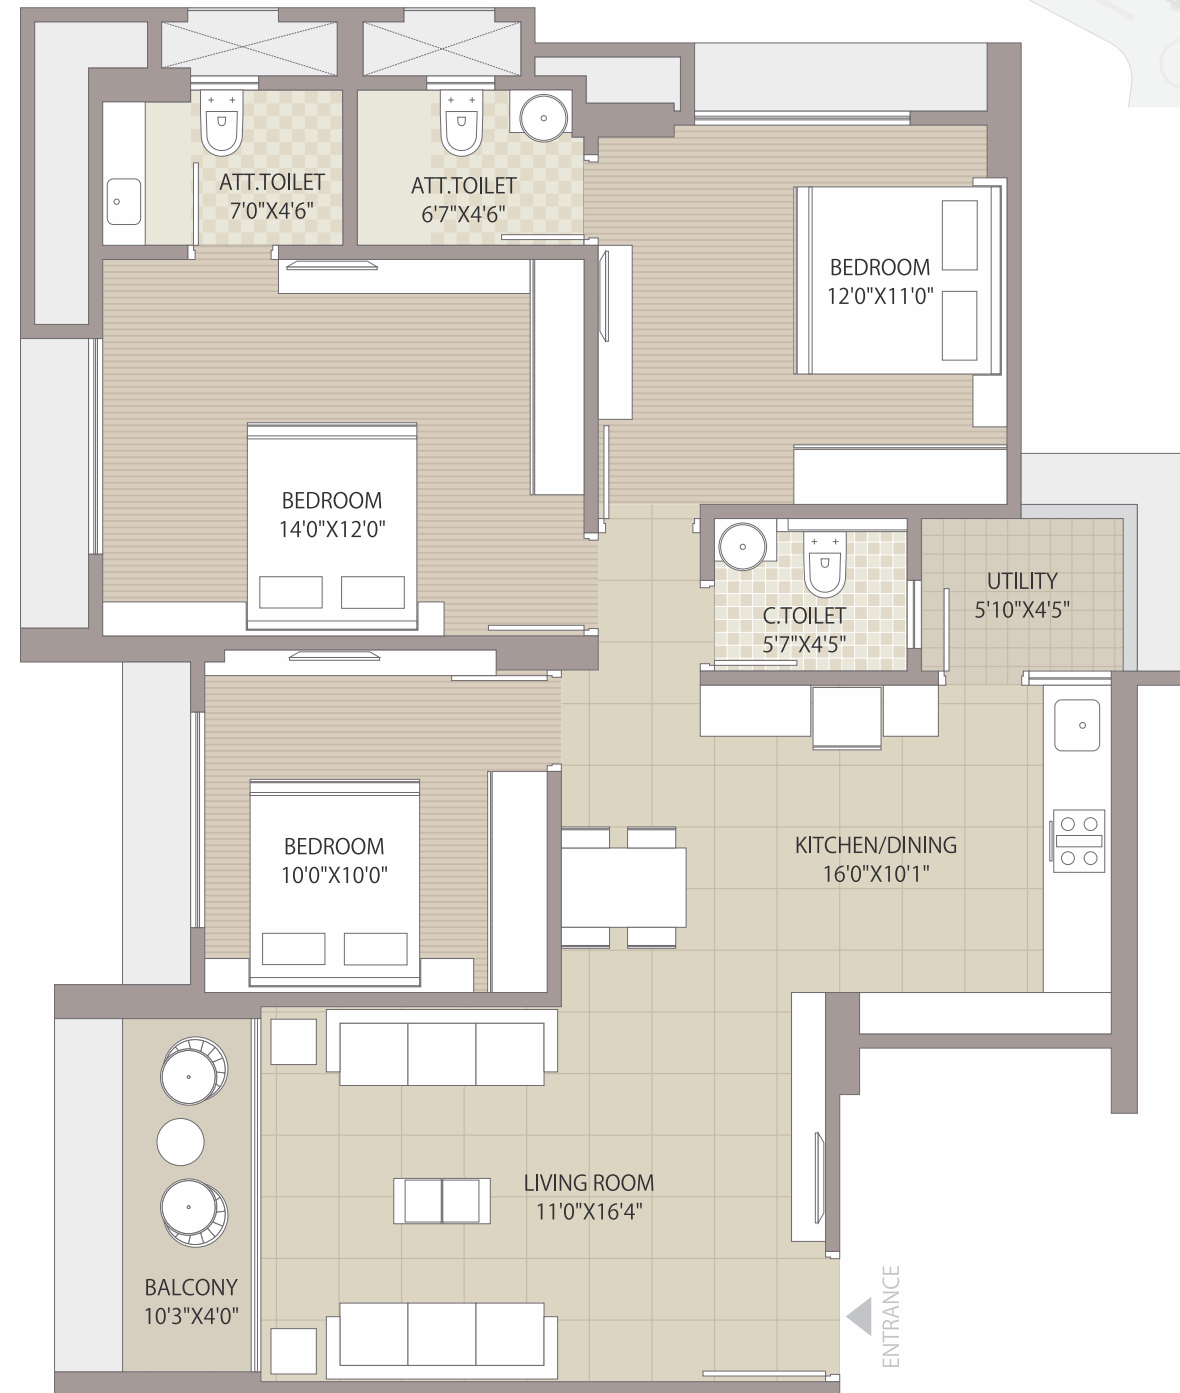 ATT.TOILET
7'0"X4'6"
ATT.TOILET
6'7"X4'6"
BEDROOM
12'0"X11'0"
BEDROOM
14'0"X12'0"
UTILITY
5'10"X4'5"
C.TOILET
5'7"X4'5"
BEDROOM
10'0"X10'0"
KITCHEN/DINING
16'0"X10'1"
LIVING ROOM
11'0"X16'4"
BALCONY
10'3"X4'0"
ENTRANCE